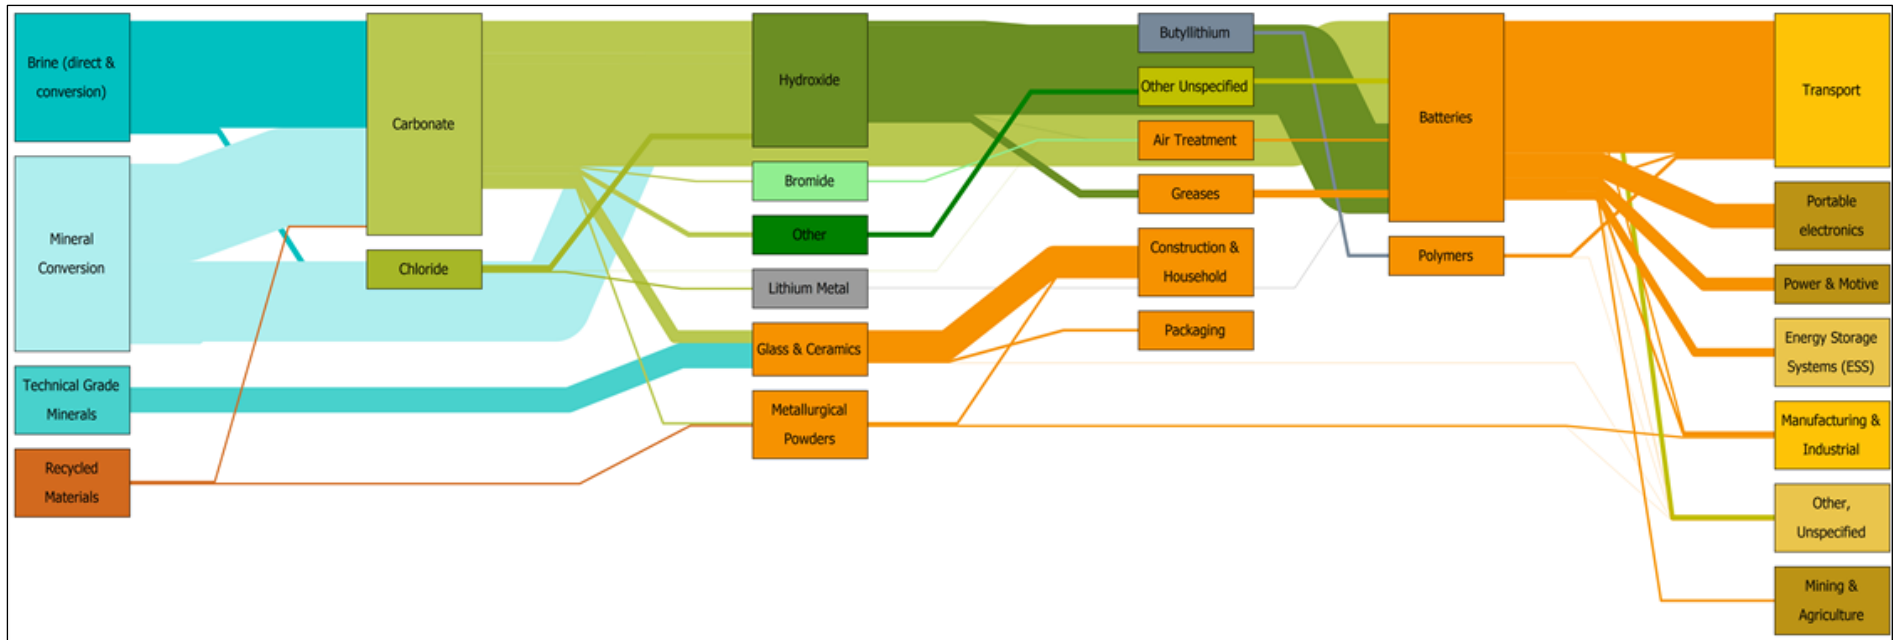 Brine (direct &
conversion)
Mineral
Conversion
Technical Grade
Minerals
Recycled
Materials
Carbonate
Chloride
Hydroxide
Bromide
Other
Lithium Metal
Glass & Ceramics
Metallurgical
Powders
Butyllithium
Other Unspecified
Air Treatment
Greases
Construction &
Household
Packaging
Batteries
Polymers
Transport
Portable
electronics
Power & Motive
Energy Storage
Systems (ESS)
Manufacturing &
Industrial
Other,
Unspecified
Mining &
Agriculture